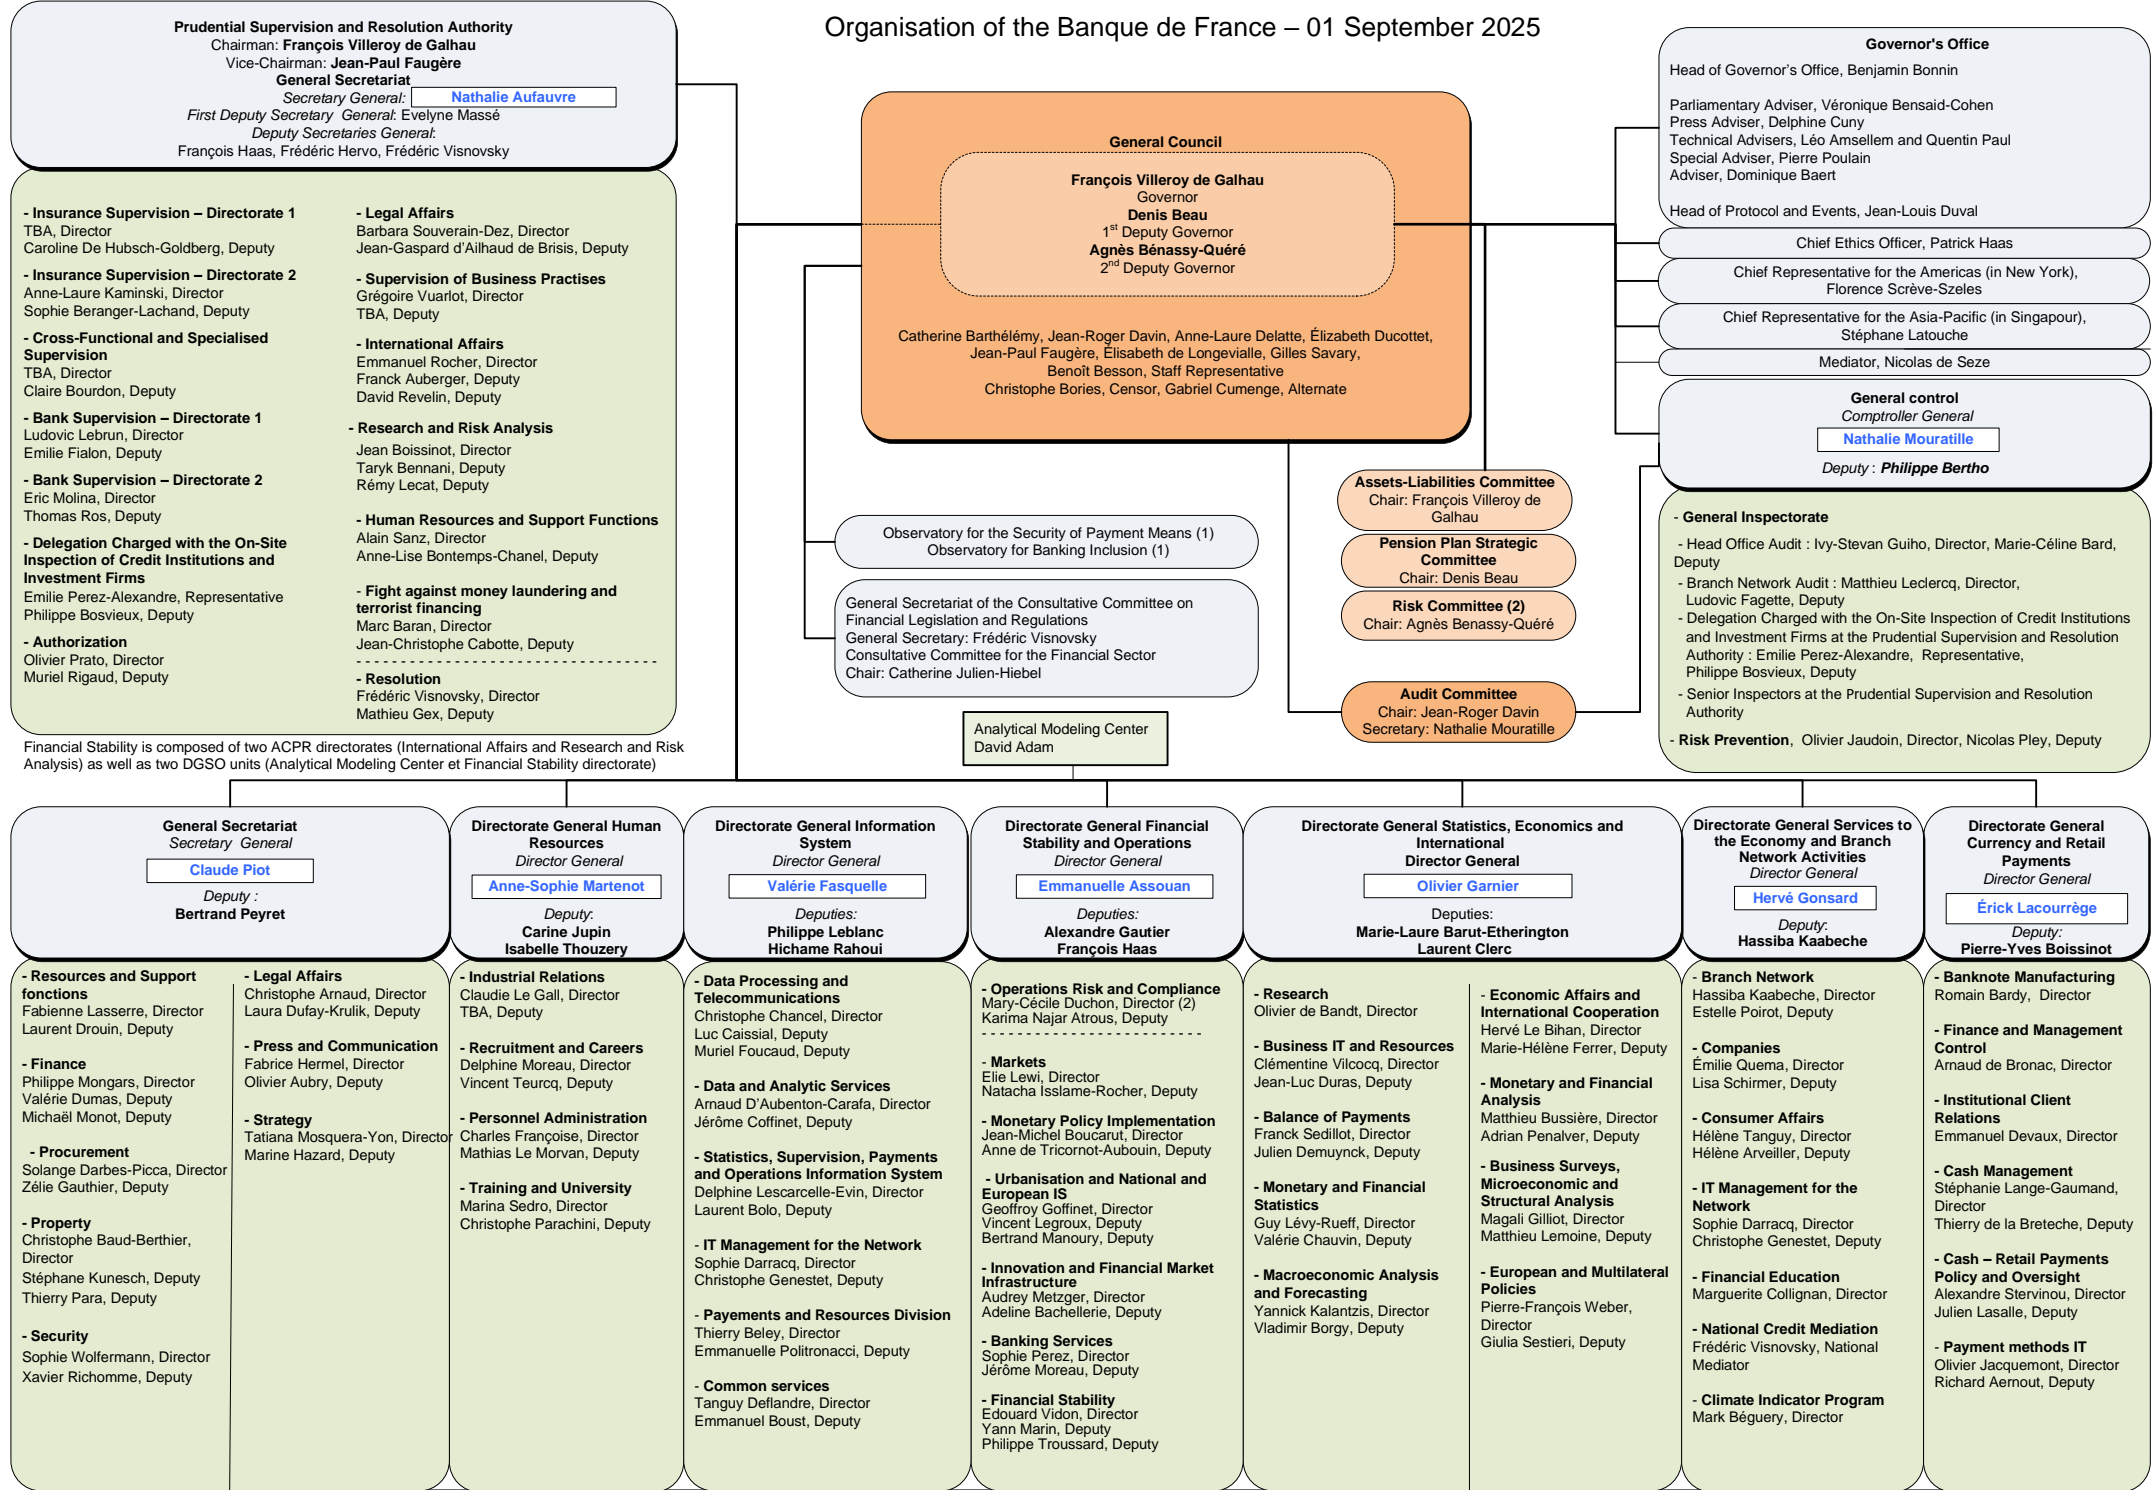 Organisation of the Banque de France – 01 September 2025
Prudential Supervision and Resolution Authority
Chairman: François Villeroy de Galhau
Vice-Chairman: Jean-Paul Faugère
General Secretariat
Secretary General: Nathalie Aufauvre
First Deputy Secretary General: Evelyne Massé
Deputy Secretaries General:
François Haas, Frédéric Hervo, Frédéric Visnovsky
- Insurance Supervision – Directorate 1
TBA, Director
Caroline De Hubsch-Goldberg, Deputy
- Insurance Supervision – Directorate 2
Anne-Laure Kaminski, Director
Sophie Beranger-Lachand, Deputy
- Cross-Functional and Specialised
Supervision
TBA, Director
Claire Bourdon, Deputy
- Bank Supervision – Directorate 1
Ludovic Lebrun, Director
Emilie Fialon, Deputy
- Bank Supervision – Directorate 2
Eric Molina, Director
Thomas Ros, Deputy
- Delegation Charged with the On-Site
Inspection of Credit Institutions and
Investment Firms
Emilie Perez-Alexandre, Representative
Philippe Bosvieux, Deputy
- Authorization
Olivier Prato, Director
Muriel Rigaud, Deputy
- Legal Affairs
Barbara Souverain-Dez, Director
Jean-Gaspard d'Ailhaud de Brisis, Deputy
- Supervision of Business Practises
Grégoire Vuarlot, Director
TBA, Deputy
- International Affairs
Emmanuel Rocher, Director
Franck Auberger, Deputy
David Revelin, Deputy
- Research and Risk Analysis
Jean Boissinot, Director
Taryk Bennani, Deputy
Rémy Lecat, Deputy
- Human Resources and Support Functions
Alain Sanz, Director
Anne-Lise Bontemps-Chanel, Deputy
- Fight against money laundering and
terrorist financing
Marc Baran, Director
Jean-Christophe Cabotte, Deputy
- Resolution
Frédéric Visnovsky, Director
Mathieu Gex, Deputy
Financial Stability is composed of two ACPR directorates (International Affairs and Research and Risk
Analysis) as well as two DGSO units (Analytical Modeling Center et Financial Stability directorate)
General Council
François Villeroy de Galhau
Governor
Denis Beau
1st Deputy Governor
Agnès Bénassy-Quéré
2nd Deputy Governor
Catherine Barthélémy, Jean-Roger Davin, Anne-Laure Delatte, Élizabeth Ducottet,
Jean-Paul Faugère, Élisabeth de Longevialle, Gilles Savary,
Benoît Besson, Staff Representative
Christophe Bories, Censor, Gabriel Cumenge, Alternate
Observatory for the Security of Payment Means (1)
Observatory for Banking Inclusion (1)
General Secretariat of the Consultative Committee on
Financial Legislation and Regulations
General Secretary: Frédéric Visnovsky
Consultative Committee for the Financial Sector
Chair: Catherine Julien-Hiebel
Assets-Liabilities Committee
Chair: François Villeroy de
Galhau
Pension Plan Strategic
Committee
Chair: Denis Beau
Risk Committee (2)
Chair: Agnès Benassy-Quéré
Audit Committee
Chair: Jean-Roger Davin
Secretary: Nathalie Mouratille
Analytical Modeling Center
David Adam
Governor's Office
Head of Governor's Office, Benjamin Bonnin
Parliamentary Adviser, Véronique Bensaid-Cohen
Press Adviser, Delphine Cuny
Technical Advisers, Léo Amsellem and Quentin Paul
Special Adviser, Pierre Poulain
Adviser, Dominique Baert
Head of Protocol and Events, Jean-Louis Duval
Chief Ethics Officer, Patrick Haas
Chief Representative for the Americas (in New York),
Florence Scrève-Szeles
Chief Representative for the Asia-Pacific (in Singapour),
Stéphane Latouche
Mediator, Nicolas de Seze
General control
Comptroller General
Nathalie Mouratille
Deputy : Philippe Bertho
- General Inspectorate
- Head Office Audit : Ivy-Stevan Guiho, Director, Marie-Céline Bard,
Deputy
- Branch Network Audit : Matthieu Leclercq, Director,
Ludovic Fagette, Deputy
- Delegation Charged with the On-Site Inspection of Credit Institutions
and Investment Firms at the Prudential Supervision and Resolution
Authority : Emilie Perez-Alexandre, Representative,
Philippe Bosvieux, Deputy
- Senior Inspectors at the Prudential Supervision and Resolution
Authority
- Risk Prevention, Olivier Jaudoin, Director, Nicolas Pley, Deputy
General Secretariat
Secretary General
Claude Piot
Deputy :
Bertrand Peyret
- Resources and Support
fonctions
Fabienne Lasserre, Director
Laurent Drouin, Deputy
- Finance
Philippe Mongars, Director
Valérie Dumas, Deputy
Michaël Monot, Deputy
- Procurement
Solange Darbes-Picca, Director
Zélie Gauthier, Deputy
- Property
Christophe Baud-Berthier,
Director
Stéphane Kunesch, Deputy
Thierry Para, Deputy
- Security
Sophie Wolfermann, Director
Xavier Richomme, Deputy
- Legal Affairs
Christophe Arnaud, Director
Laura Dufay-Krulik, Deputy
- Press and Communication
Fabrice Hermel, Director
Olivier Aubry, Deputy
- Strategy
Tatiana Mosquera-Yon, Director
Marine Hazard, Deputy
Directorate General Human
Resources
Director General
Anne-Sophie Martenot
Deputy:
Carine Jupin
Isabelle Thouzery
- Industrial Relations
Claudie Le Gall, Director
TBA, Deputy
- Recruitment and Careers
Delphine Moreau, Director
Vincent Teurcq, Deputy
- Personnel Administration
Charles Françoise, Director
Mathias Le Morvan, Deputy
- Training and University
Marina Sedro, Director
Christophe Parachini, Deputy
Directorate General Information
System
Director General
Valérie Fasquelle
Deputies:
Philippe Leblanc
Hichame Rahoui
- Data Processing and
Telecommunications
Christophe Chancel, Director
Luc Caissial, Deputy
Muriel Foucaud, Deputy
- Data and Analytic Services
Arnaud D'Aubenton-Carafa, Director
Jérôme Coffinet, Deputy
- Statistics, Supervision, Payments
and Operations Information System
Delphine Lescarcelle-Evin, Director
Laurent Bolo, Deputy
- IT Management for the Network
Sophie Darracq, Director
Christophe Genestet, Deputy
- Payements and Resources Division
Thierry Beley, Director
Emmanuelle Politronacci, Deputy
- Common services
Tanguy Deflandre, Director
Emmanuel Boust, Deputy
Directorate General Financial
Stability and Operations
Director General
Emmanuelle Assouan
Deputies:
Alexandre Gautier
François Haas
- Operations Risk and Compliance
Mary-Cécile Duchon, Director (2)
Karima Najar Atrous, Deputy
- Markets
Elie Lewi, Director
Natacha Isslame-Rocher, Deputy
- Monetary Policy Implementation
Jean-Michel Boucarut, Director
Anne de Tricornot-Aubouin, Deputy
- Urbanisation and National and
European IS
Geoffroy Goffinet, Director
Vincent Legroux, Deputy
Bertrand Manoury, Deputy
- Innovation and Financial Market
Infrastructure
Audrey Metzger, Director
Adeline Bachellerie, Deputy
- Banking Services
Sophie Perez, Director
Jérôme Moreau, Deputy
- Financial Stability
Edouard Vidon, Director
Yann Marin, Deputy
Philippe Troussard, Deputy
Directorate General Statistics, Economics and
International
Director General
Olivier Garnier
Deputies:
Marie-Laure Barut-Etherington
Laurent Clerc
- Research
Olivier de Bandt, Director
- Business IT and Resources
Clémentine Vilcocq, Director
Jean-Luc Duras, Deputy
- Balance of Payments
Franck Sedillot, Director
Julien Demuynck, Deputy
- Monetary and Financial
Statistics
Guy Lévy-Rueff, Director
Valérie Chauvin, Deputy
- Macroeconomic Analysis
and Forecasting
Yannick Kalantzis, Director
Vladimir Borgy, Deputy
- Economic Affairs and
International Cooperation
Hervé Le Bihan, Director
Marie-Hélène Ferrer, Deputy
- Monetary and Financial
Analysis
Matthieu Bussière, Director
Adrian Penalver, Deputy
- Business Surveys,
Microeconomic and
Structural Analysis
Magali Gilliot, Director
Matthieu Lemoine, Deputy
- European and Multilateral
Policies
Pierre-François Weber,
Director
Giulia Sestieri, Deputy
Directorate General Services to
the Economy and Branch
Network Activities
Director General
Hervé Gonsard
Deputy:
Hassiba Kaabeche
- Branch Network
Hassiba Kaabeche, Director
Estelle Poirot, Deputy
- Companies
Émilie Quema, Director
Lisa Schirmer, Deputy
- Consumer Affairs
Hélène Tanguy, Director
Hélène Arveiller, Deputy
- IT Management for the
Network
Sophie Darracq, Director
Christophe Genestet, Deputy
- Financial Education
Marguerite Collignan, Director
- National Credit Mediation
Frédéric Visnovsky, National
Mediator
- Climate Indicator Program
Mark Béguery, Director
Directorate General
Currency and Retail
Payments
Director General
Érick Lacourrège
Deputy:
Pierre-Yves Boissinot
- Banknote Manufacturing
Romain Bardy, Director
- Finance and Management
Control
Arnaud de Bronac, Director
- Institutional Client
Relations
Emmanuel Devaux, Director
- Cash Management
Stéphanie Lange-Gaumand,
Director
Thierry de la Breteche, Deputy
- Cash – Retail Payments
Policy and Oversight
Alexandre Stervinou, Director
Julien Lasalle, Deputy
- Payment methods IT
Olivier Jacquemont, Director
Richard Aernout, Deputy